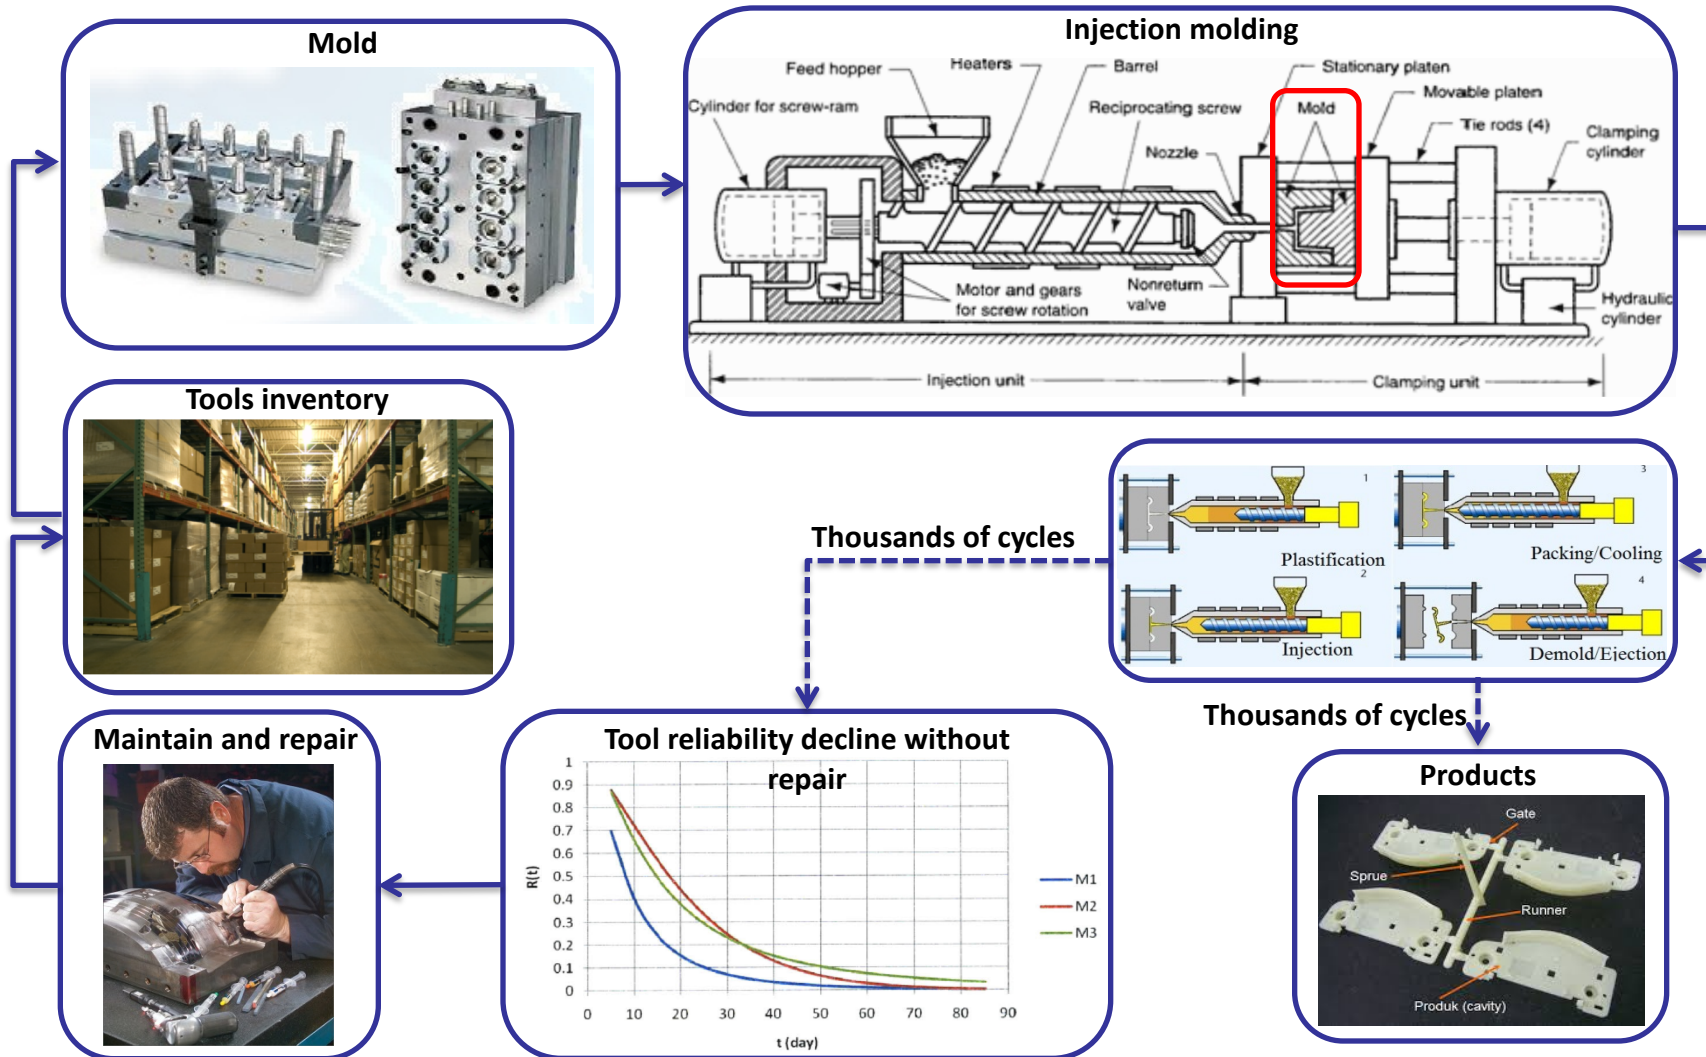 Mold
Injection molding
Feed hopper
Heaters
Barrel
Stationary platen
Movable platen
Cylinder for screw-ram
Reciprocating screw
Mold
Tie rods (4)
Clamping
cylinder
Nozzle
Motor and gears
for screw rotation
Nonreturn
valve
Hydraulic
cylinder
Injection unit
Clamping unit
Tools inventory
Thousands of cycles
1
Plastification
3
Packing/Cooling
2
Injection
4
Demold/Ejection
Thousands of cycles
Maintain and repair
Tool reliability decline without
repair
1
0.9
0.8
0.7
0.6
0.5
0.4
0.3
0.2
0.1
0
R(t)
0 10 20 30 40 50 60 70 80 90
t (day)
M1
M2
M3
Products
Gate
Sprue
Runner
Produk (cavity)